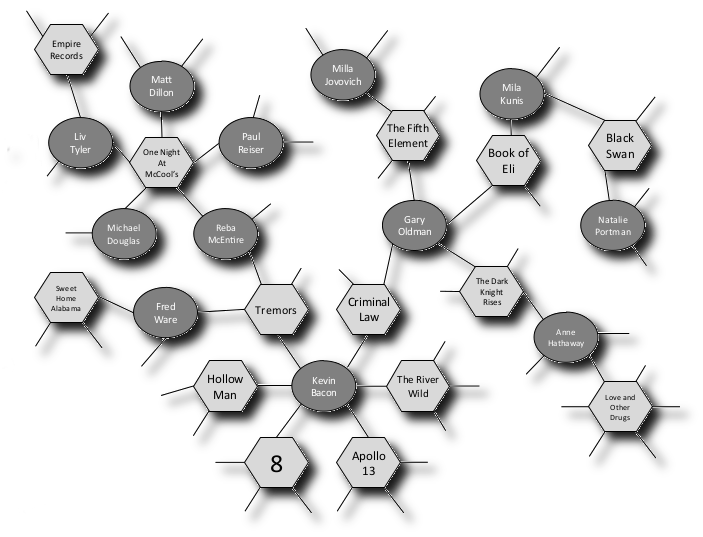 Empire
Records
Matt
Dillon
Milla
Jovovich
Mila
Kunis
Liv
Tyler
One Night
At
McCool's
Paul
Reiser
The Fifth
Element
Book of
Eli
Black
Swan
Michael
Douglas
Reba
McEntire
Gary
Oldman
Natalie
Portman
Sweet
Home
Alabama
Fred
Ware
Tremors
Criminal
Law
The Dark
Knight
Rises
Anne
Hathaway
Hollow
Man
Kevin
Bacon
The River
Wild
Love and
Other
Drugs
8
Apollo
13